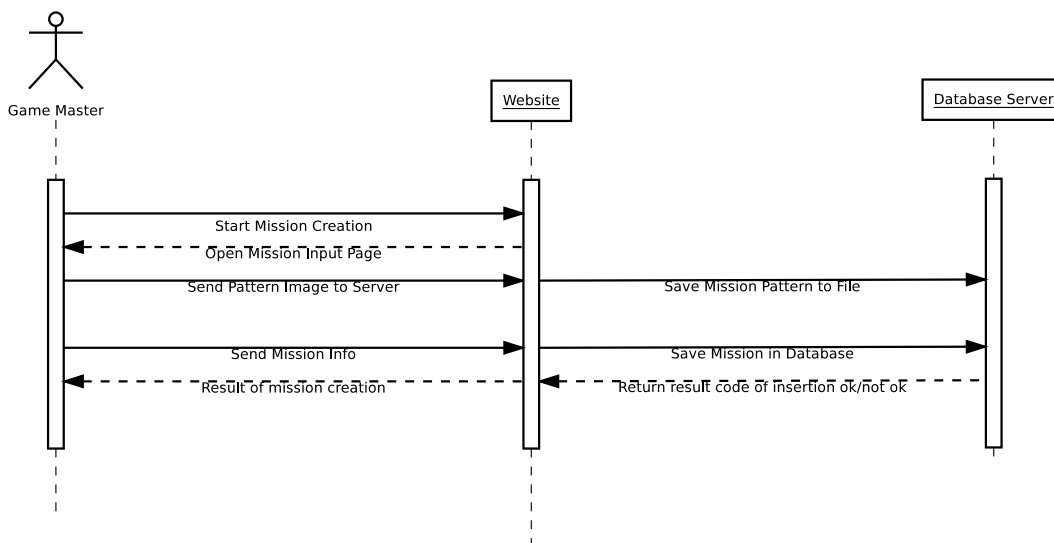 Game Master
Website
Database Server
Start Mission Creation
Open Mission Input Page
Send Pattern Image to Server
Save Mission Pattern to File
Send Mission Info
Save Mission in Database
Result of mission creation
Return result code of insertion ok/not ok